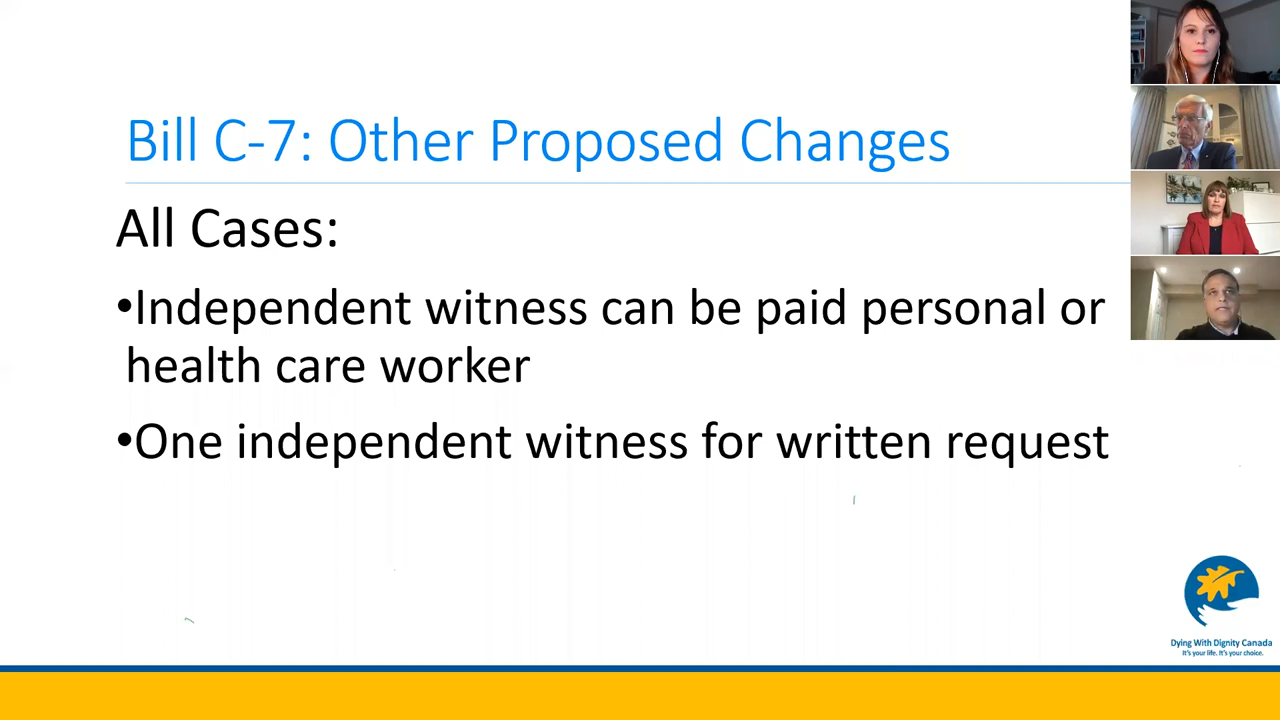 Bill C-7: Other Proposed Changes
All Cases:
•Independent witness can be paid personal or
health care worker
•One independent witness for written request
Dying With Dignity Canada
It's your life. It's your choice.